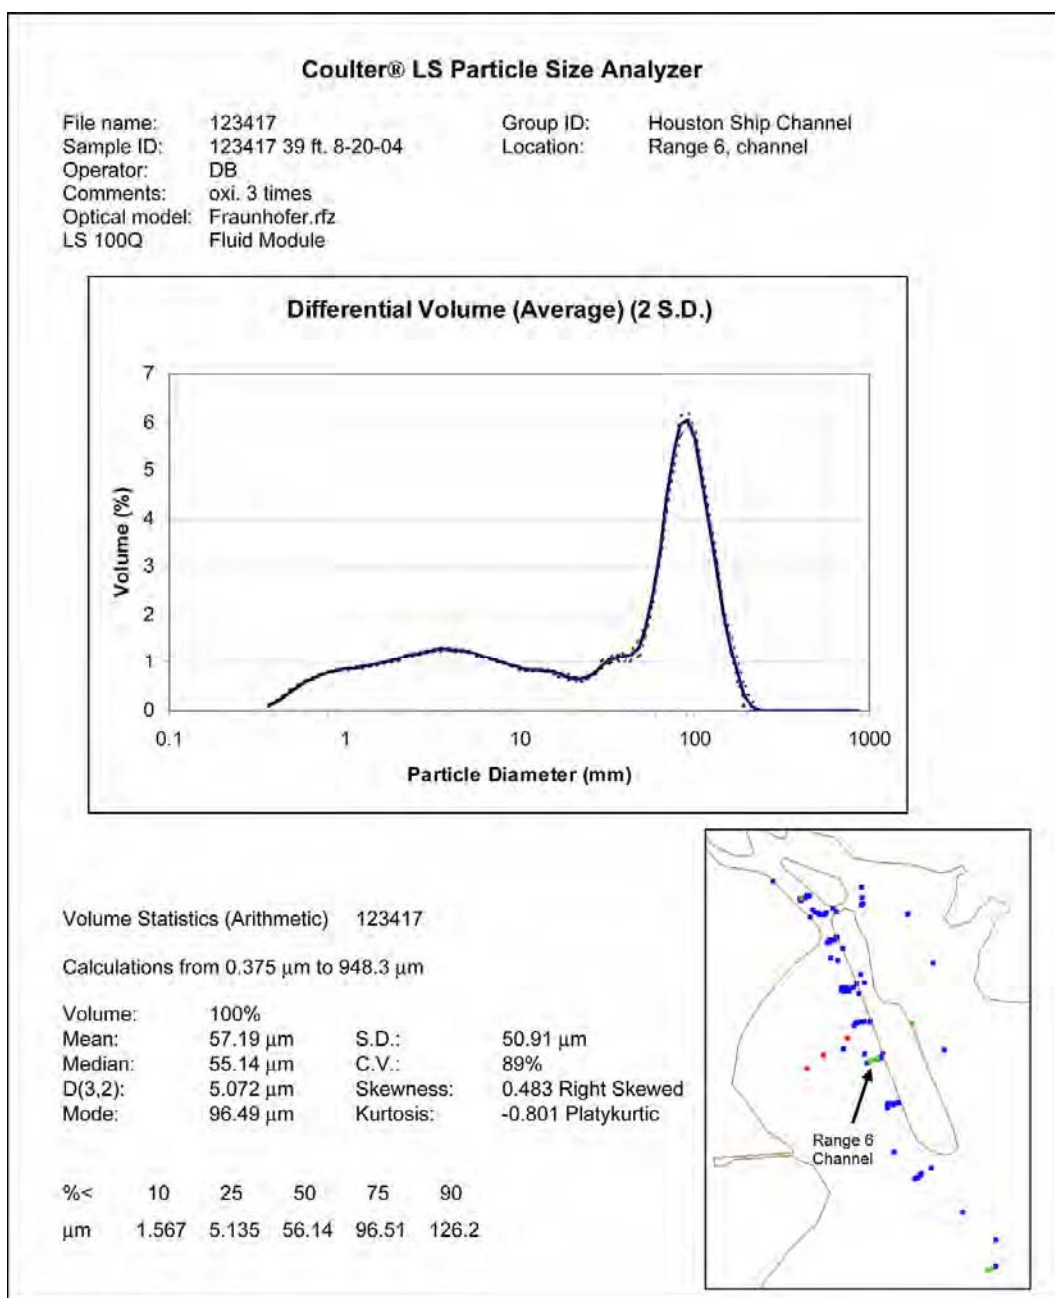 Coulter® LS Particle Size Analyzer
File name: 123417 Group ID: Houston Ship Channel
Sample ID: 123417 39 ft. 8-20-04 Location: Range 6, channel
Operator: DB
Comments: oxi. 3 times
Optical model: Fraunhofer.rfz
LS 100Q Fluid Module
Differential Volume (Average) (2 S.D.)
7
6
5
4
3
2
1
0
Volume (%)
0.1 1 10 100 1000
Particle Diameter (mm)
Volume Statistics (Arithmetic) 123417
Calculations from 0.375 µm to 948.3 µm
Volume: 100%
Mean: 57.19 µm S.D.: 50.91 µm
Median: 55.14 µm C.V.: 89%
D(3,2): 5.072 µm Skewness: 0.483 Right Skewed
Mode: 96.49 µm Kurtosis: -0.801 Platykurtic
%< 10 25 50 75 90
µm 1.567 5.135 56.14 96.51 126.2
Range 6
Channel